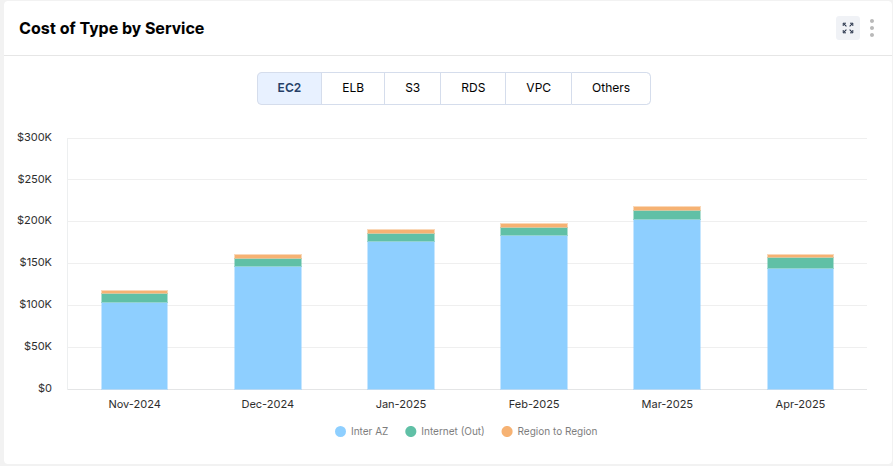 Cost of Type by Service
EC2 ELB S3 RDS VPC Others
$300K
$250K
$200K
$150K
$100K
$50K
$0
Nov-2024 Dec-2024 Jan-2025 Feb-2025 Mar-2025 Apr-2025
Inter AZ Internet (Out) Region to Region